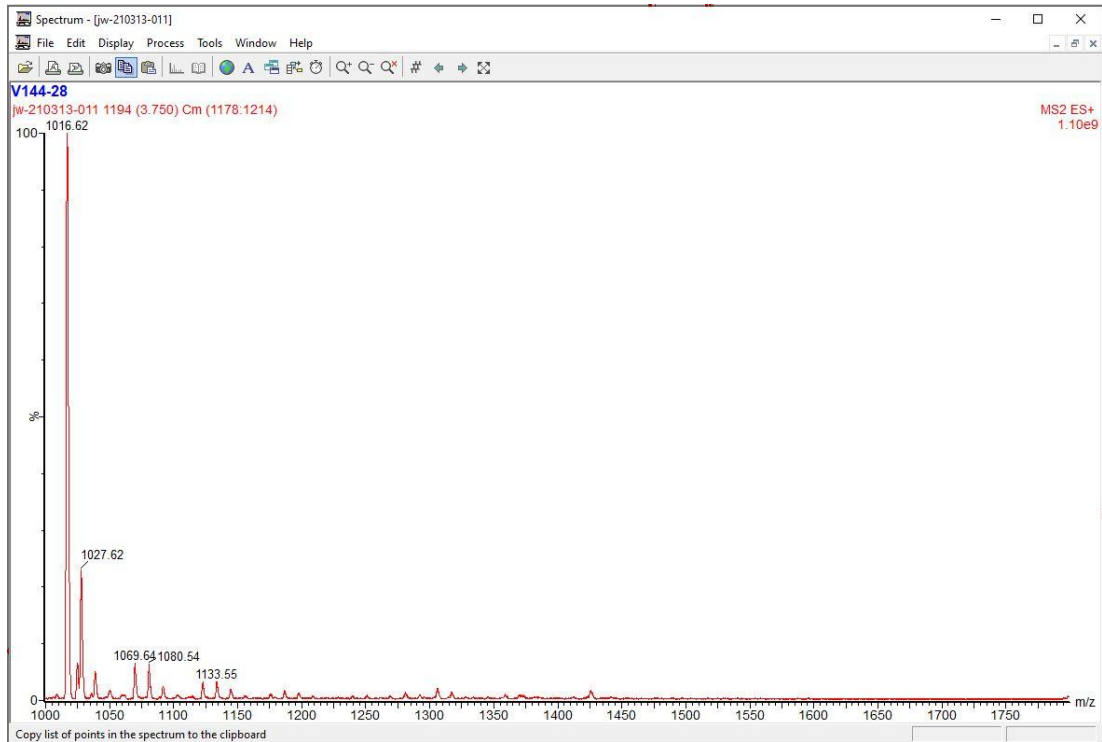 Spectrum - [jw-210313-011]
File Edit Display Process Tools Window Help
V144-28
jw-210313-011 1194 (3.750) Cm (1178:1214)
MS2 ES+
1.10e9
100
1016.62
%
1027.62
1069.64
1080.54
1133.55
0
1000 1050 1100 1150 1200 1250 1300 1350 1400 1450 1500 1550 1600 1650 1700 1750
m/z
Copy list of points in the spectrum to the clipboard